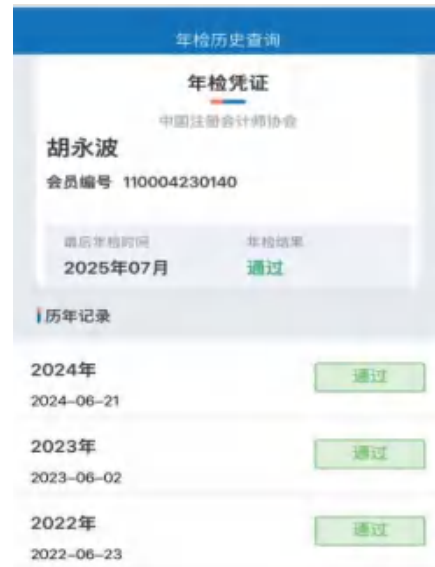 年检历史查询
年检凭证
中国注册会计师协会
胡永波
会员编号 110004230140
最后年检时间 年检结果
2025年07月 通过
历年记录
2024年 通过
2024-06-21
2023年 通过
2023-06-02
2022年 通过
2022-06-23